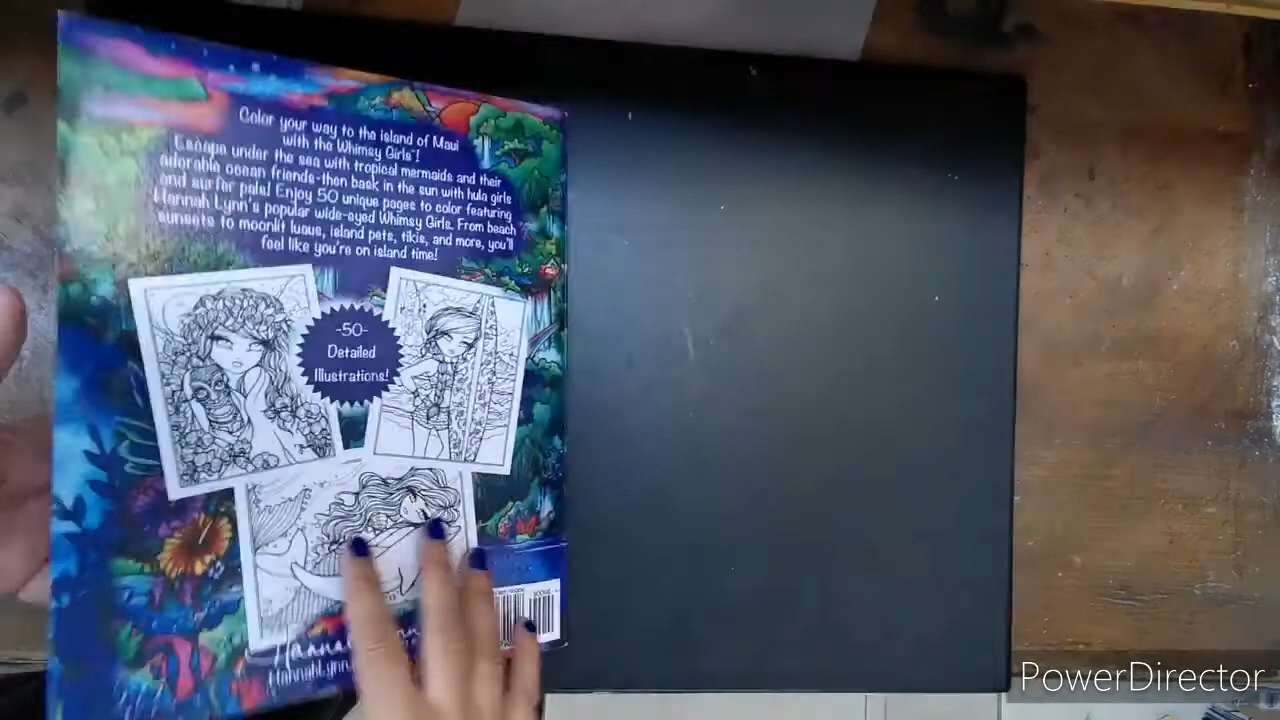 Color your way to the island of Maui
with the Whimsy Girls™!
Escape under the sea with tropical mermaids and their
adorable ocean friends-then bask in the sun with hula girls
and surfer pals! Enjoy 50 unique pages to color featuring
Hannah Lynn's popular wide-eyed Whimsy Girls. From beach
sunsets to moonlit luaus, island pets, tikis, and more, you'll
feel like you're on island time!
-50-
Detailed
Illustrations!
Hannah
HannahLynn
PowerDirector